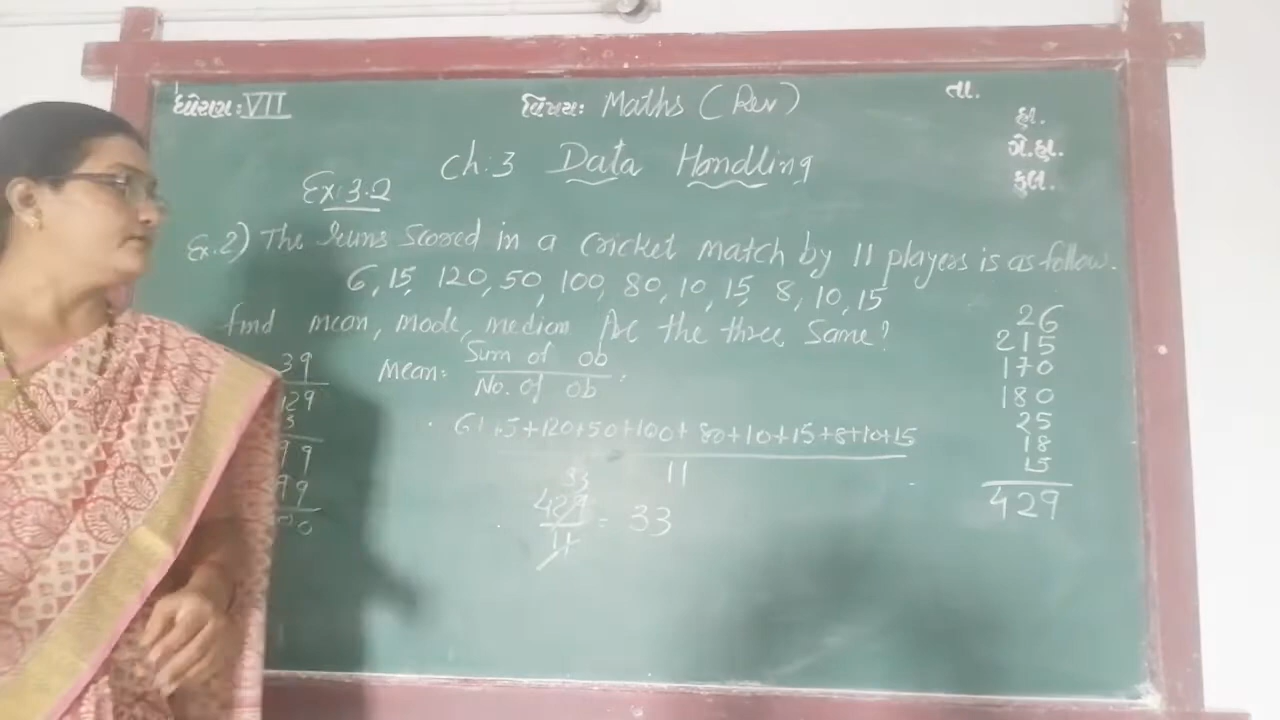 ધોરણ: VII
વિષય: Maths (Rev)
તા.
હા.
ગે.હા.
કુલ.
Ch:3 Data Handling
Ex:3.2
Ex.2) The Runs Scored in a Cricket match by 11 players is as follow.
6, 15, 120, 50, 100, 80, 10, 15, 8, 10, 15
find mean, mode, median Are the three Same?
mean: Sum of ob
No. of ob
6+15+120+50+100+80+10+15+8+10+15
11
33
429
11
= 33
39
129
3
99
99
00
26
215
170
180
25
18
15
429